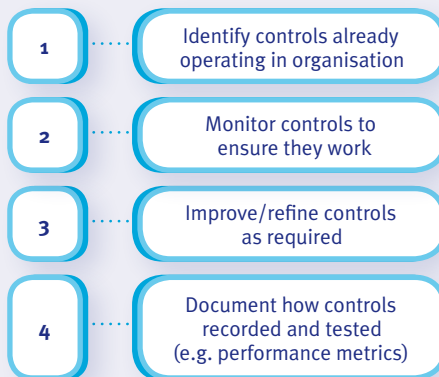 1
Identify controls already
operating in organisation
2
Monitor controls to
ensure they work
3
Improve/refine controls
as required
4
Document how controls
recorded and tested
(e.g. performance metrics)